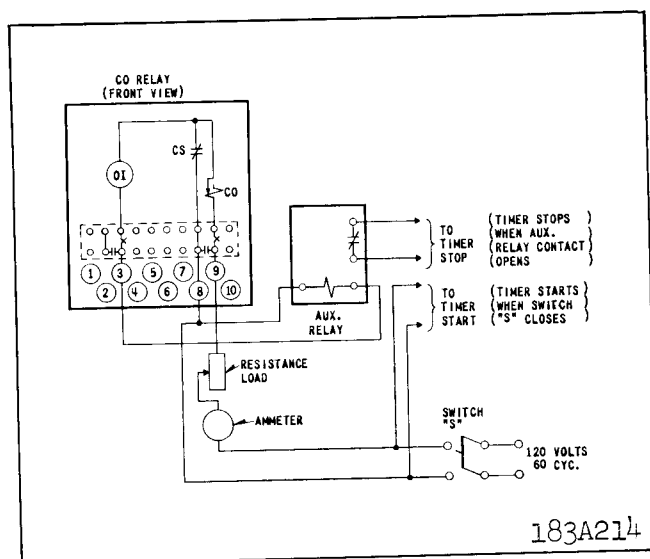 CO RELAY
(FRONT VIEW)
CS
OI
CO
1 3 5 7 9
2 4 6 8 10
AUX.
RELAY
TO
TIMER
STOP
(TIMER STOPS )
(WHEN AUX. )
(RELAY CONTACT )
(OPENS )
TO
TIMER
START
(TIMER STARTS )
(WHEN SWITCH )
("S" CLOSES )
RESISTANCE
LOAD
AMMETER
SWITCH
"S"
120 VOLTS
60 CYC.
183A214